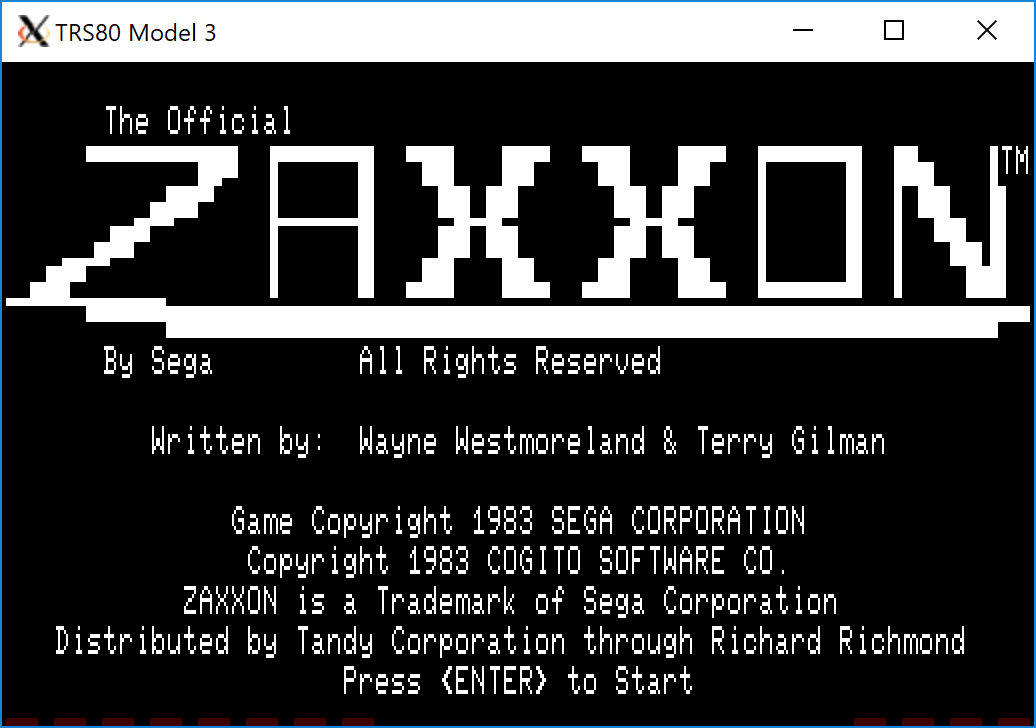 TRS80 Model 3
The Official
ZAXXON TM
By Sega All Rights Reserved
Written by: Wayne Westmoreland & Terry Gilman
Game Copyright 1983 SEGA CORPORATION
Copyright 1983 COGITO SOFTWARE CO.
ZAXXON is a Trademark of Sega Corporation
Distributed by Tandy Corporation through Richard Richmond
Press <ENTER> to Start